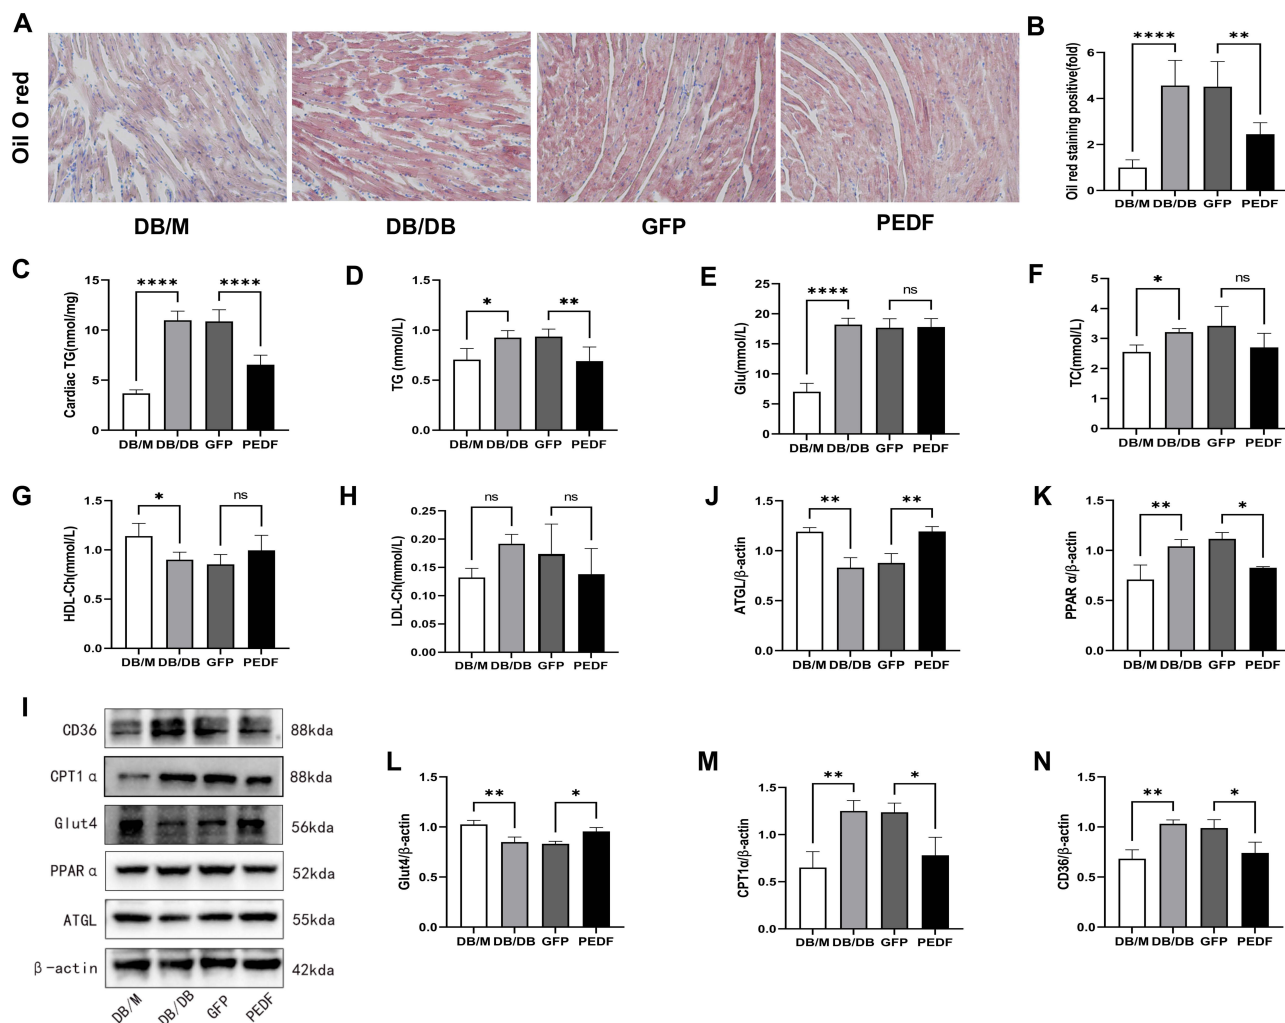 A
Oil O red
DB/M
DB/DB
GFP
PEDF
B
Oil red staining positive(fold)
6
4
2
0
****
**
DB/M DB/DB GFP PEDF
C
Cardiac TG(nmol/mg)
15
10
5
0
****
****
DB/M DB/DB GFP PEDF
D
TG (mmol/L)
1.5
1.0
0.5
0.0
*
**
DB/M DB/DB GFP PEDF
E
Glu(mmol/L)
25
20
15
10
5
0
****
ns
DB/M DB/DB GFP PEDF
F
TC(mmol/L)
5
4
3
2
1
0
*
ns
DB/M DB/DB GFP PEDF
G
HDL-Ch(mmol/L)
1.5
1.0
0.5
0.0
*
ns
DB/M DB/DB GFP PEDF
H
LDL-Ch(mmol/L)
0.25
0.20
0.15
0.10
0.05
0.00
ns
ns
DB/M DB/DB GFP PEDF
J
ATGL/β-actin
1.5
1.0
0.5
0.0
**
**
DB/M DB/DB GFP PEDF
K
PPAR α/β-actin
1.5
1.0
0.5
0.0
**
*
DB/M DB/DB GFP PEDF
I
CD36 88kda
CPT1α 88kda
Glut4 56kda
PPARα 52kda
ATGL 55kda
β-actin 42kda
DB/M DB/DB GFP PEDF
L
Glut4/β-actin
1.5
1.0
0.5
0.0
**
*
DB/M DB/DB GFP PEDF
M
CPT1α/β-actin
1.5
1.0
0.5
0.0
**
*
DB/M DB/DB GFP PEDF
N
CD36/β-actin
1.5
1.0
0.5
0.0
**
*
DB/M DB/DB GFP PEDF